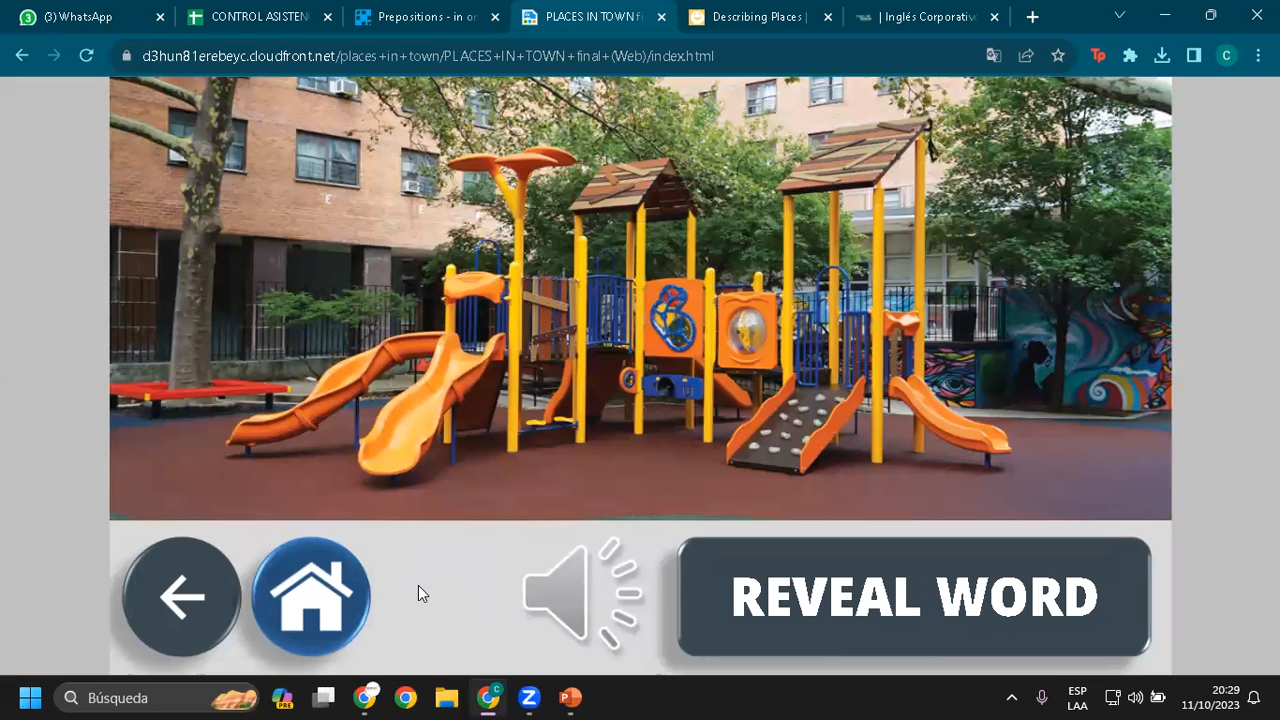 (3) WhatsApp
CONTROL ASISTEN
Prepositions - in or
PLACES IN TOWN f
Describing Places |
| Inglés Corporativ
d3hun81erebeyc.cloudfront.net/places+in+town/PLACES+IN+TOWN+final+(Web)/index.html
REVEAL WORD
Búsqueda
PRE
ESP
LAA
20:29
11/10/2023